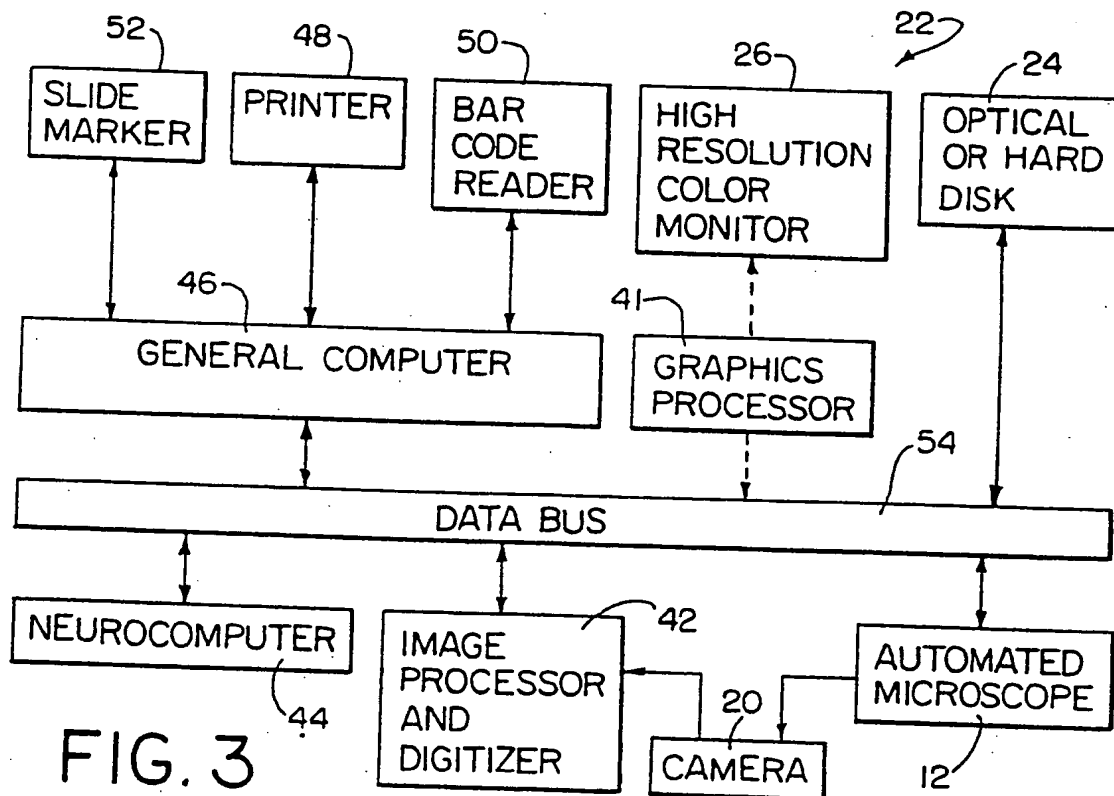 52
48
50
26
22
24
SLIDE
MARKER
PRINTER
BAR
CODE
READER
HIGH
RESOLUTION
COLOR
MONITOR
OPTICAL
OR HARD
DISK
46
GENERAL COMPUTER
41
GRAPHICS
PROCESSOR
54
DATA BUS
NEUROCOMPUTER
44
42
IMAGE
PROCESSOR
AND
DIGITIZER
20
CAMERA
AUTOMATED
MICROSCOPE
12
FIG. 3